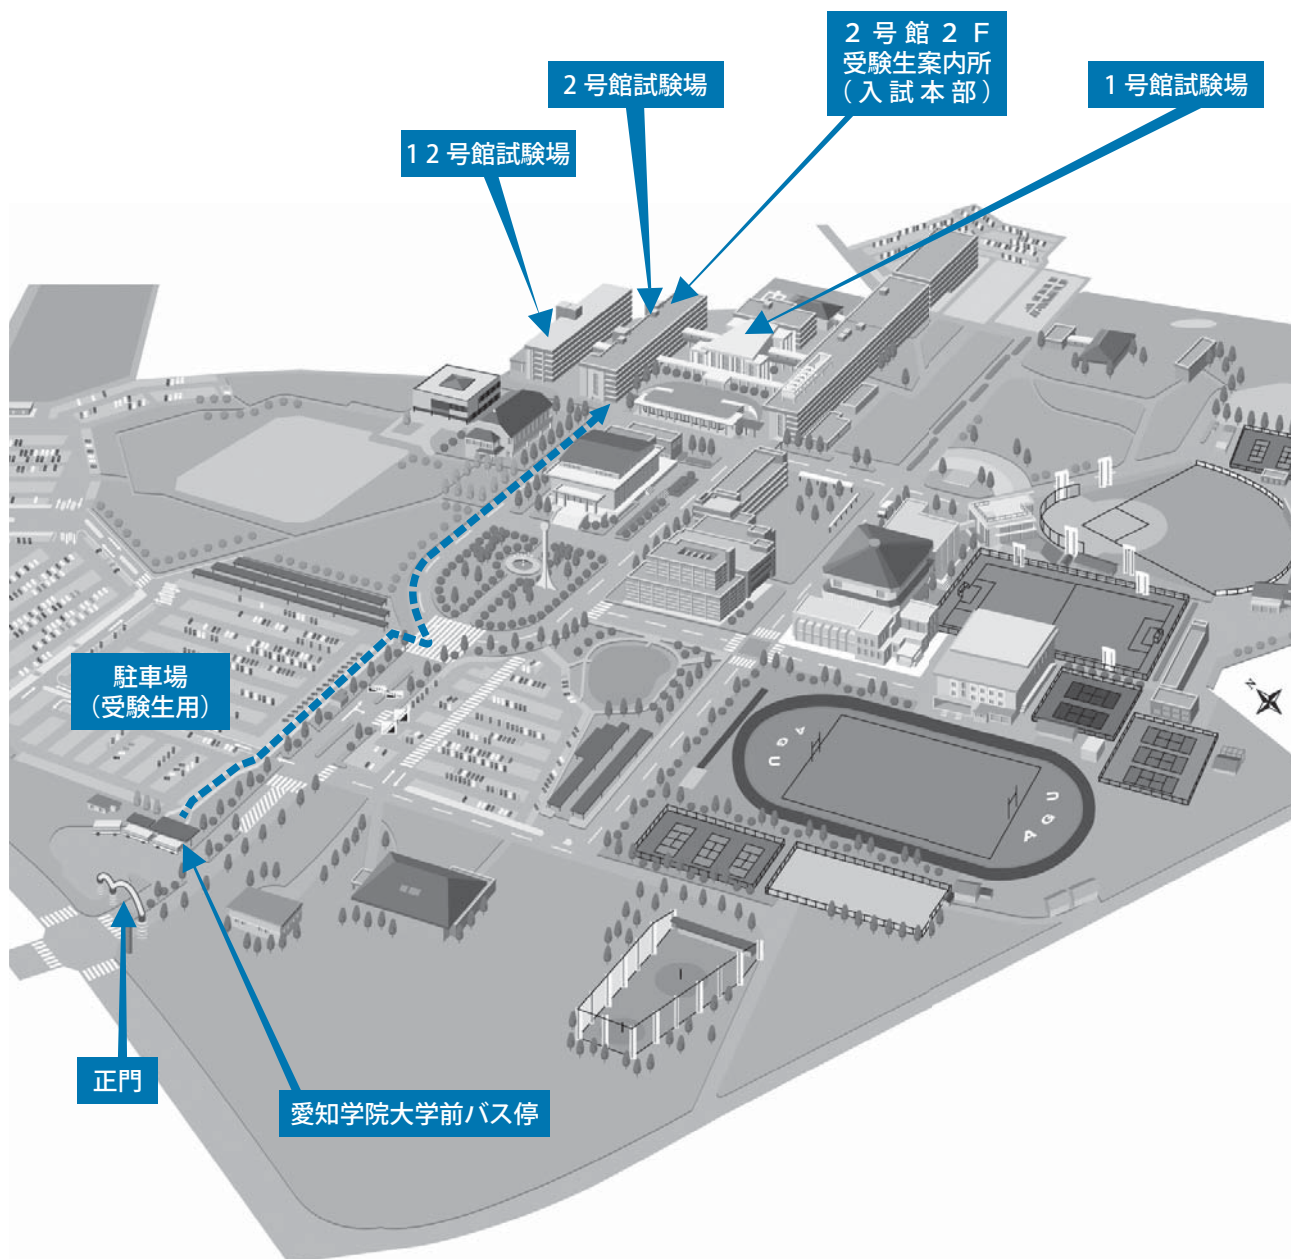 2号館2F
受験生案内所
(入試本部)
2号館試験場
1号館試験場
12号館試験場
駐車場
(受験生用)
N
AGU
AGU
正門
愛知学院大学前バス停